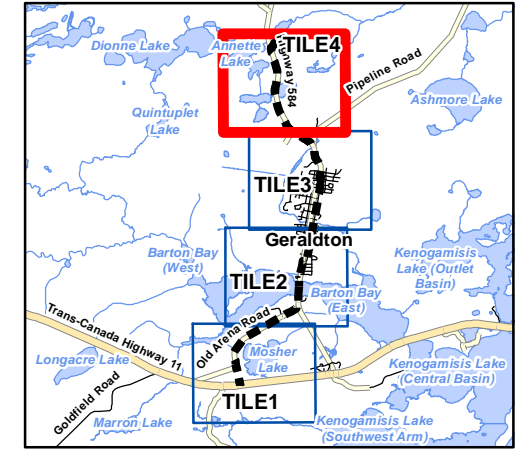 Dionne Lake
Annette
Lake
TILE4
Highway 584
Pipeline Road
Ashmore Lake
Quintuplet
Lake
TILE3
Geraldton
Barton Bay
(West)
Kenogamisis
Lake (Outlet
Basin)
TILE2
Barton Bay
(East)
Trans-Canada Highway 11
Old Arena Road
Mosher
Lake
Longacre Lake
Goldfield Road
Kenogamisis Lake
(Central Basin)
TILE1
Marron Lake
Kenogamisis Lake
(Southwest Arm)